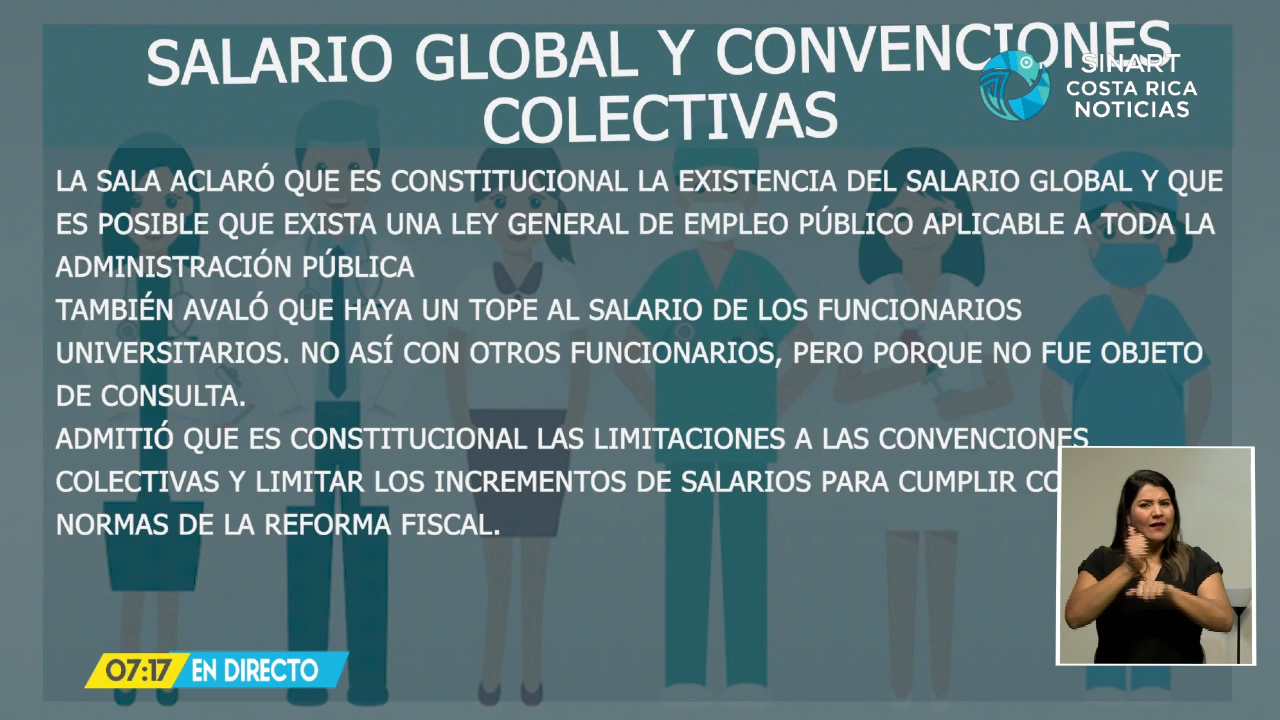 SALARIO GLOBAL Y CONVENCIONES
COLECTIVAS
SINART
COSTA RICA
NOTICIAS
LA SALA ACLARÓ QUE ES CONSTITUCIONAL LA EXISTENCIA DEL SALARIO GLOBAL Y QUE
ES POSIBLE QUE EXISTA UNA LEY GENERAL DE EMPLEO PÚBLICO APLICABLE A TODA LA
ADMINISTRACIÓN PÚBLICA
TAMBIÉN AVALÓ QUE HAYA UN TOPE AL SALARIO DE LOS FUNCIONARIOS
UNIVERSITARIOS. NO ASÍ CON OTROS FUNCIONARIOS, PERO PORQUE NO FUE OBJETO
DE CONSULTA.
ADMITIÓ QUE ES CONSTITUCIONAL LAS LIMITACIONES A LAS CONVENCIONES
COLECTIVAS Y LIMITAR LOS INCREMENTOS DE SALARIOS PARA CUMPLIR
NORMAS DE LA REFORMA FISCAL.
07:17 EN DIRECTO